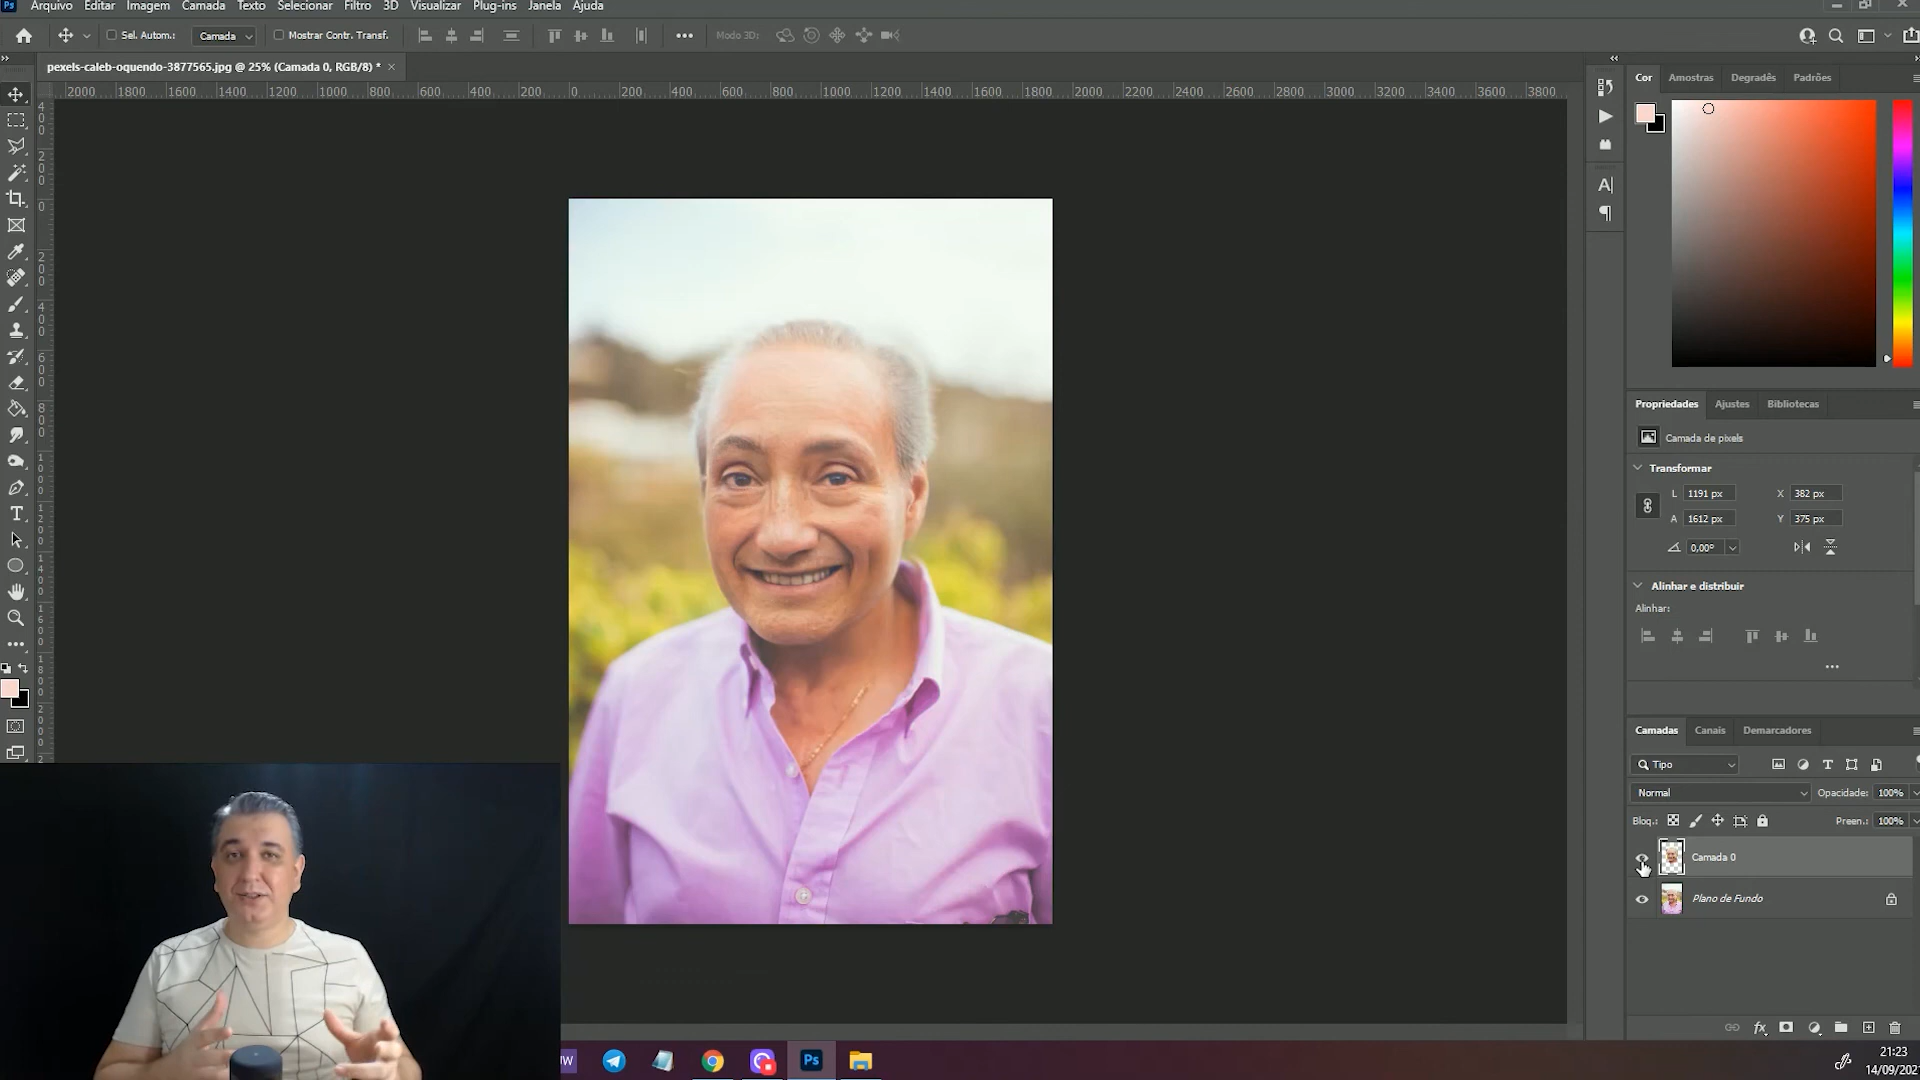 Arquivo Editar Imagem Camada Texto Selecionar Filtro 3D Visualizar Plug-ins Janela Ajuda
Sel. Autom.: Camada Mostrar Contr. Transf. Modo 3D:
pexels-caleb-oquendo-3877565.jpg @ 25% (Camada 0, RGB/8) *
2000 1800 1600 1400 1200 1000 800 600 400 200 0 200 400 600 800 1000 1200 1400 1600 1800 2000 2200 2400 2600 2800 3000 3200 3400 3600 3800
Cor Amostras Degradês Padrões
Propriedades Ajustes Bibliotecas
Camada de pixels
Transformar
L 1191 px X 382 px
A 1612 px Y 375 px
0,00°
Alinhar e distribuir
Alinhar:
Camadas Canais Demarcadores
Tipo
Normal Opacidade: 100%
Bloq.: Preen.: 100%
Camada 0
Plano de Fundo
fx
Ps
21:23
14/09/202